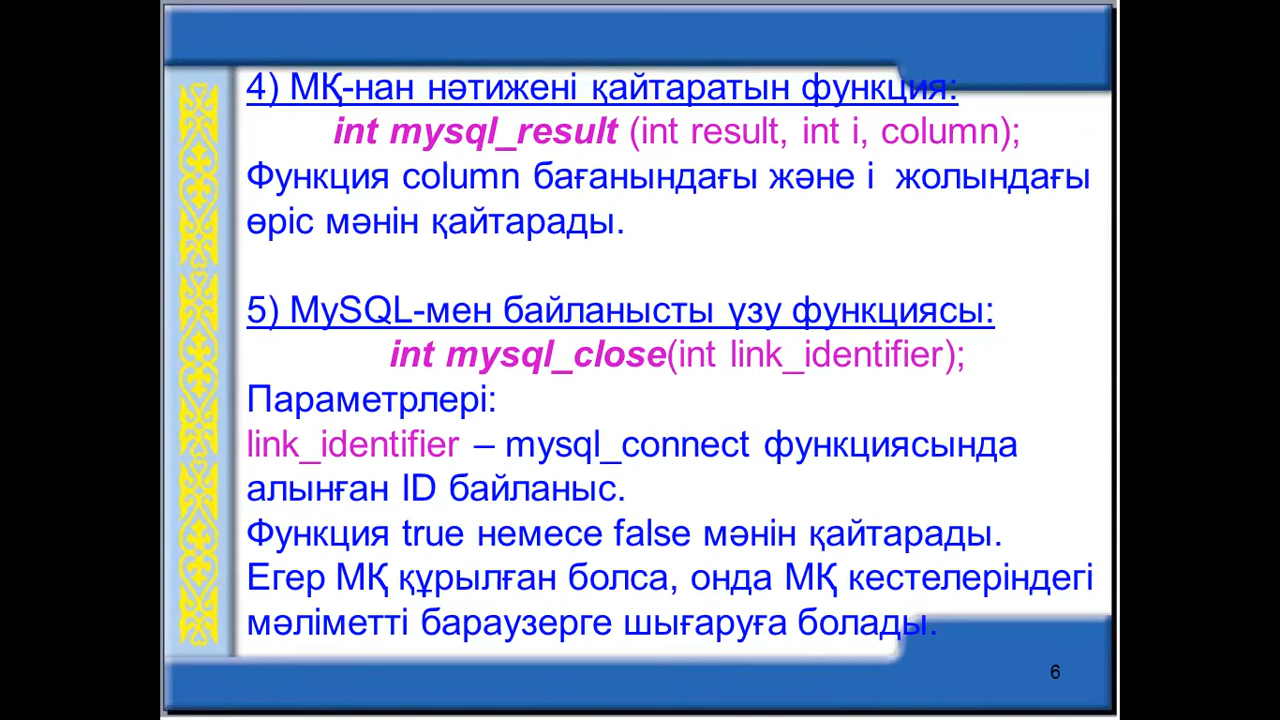 4) МҚ-нан нәтижені қайтаратын функция:
int mysql_result (int result, int i, column);
Функция column бағанындағы және і  жолындағы
өріс мәнін қайтарады.
5) MySQL-мен байланысты үзу функциясы:
int mysql_close(int link_identifier);
Параметрлері:
link_identifier – mysql_connect функциясында
алынған ID байланыс.
Функция true немесе false мәнін қайтарады.
Егер МҚ құрылған болса, онда МҚ кестелеріндегі
мәліметті бараузерге шығаруға болады.
6